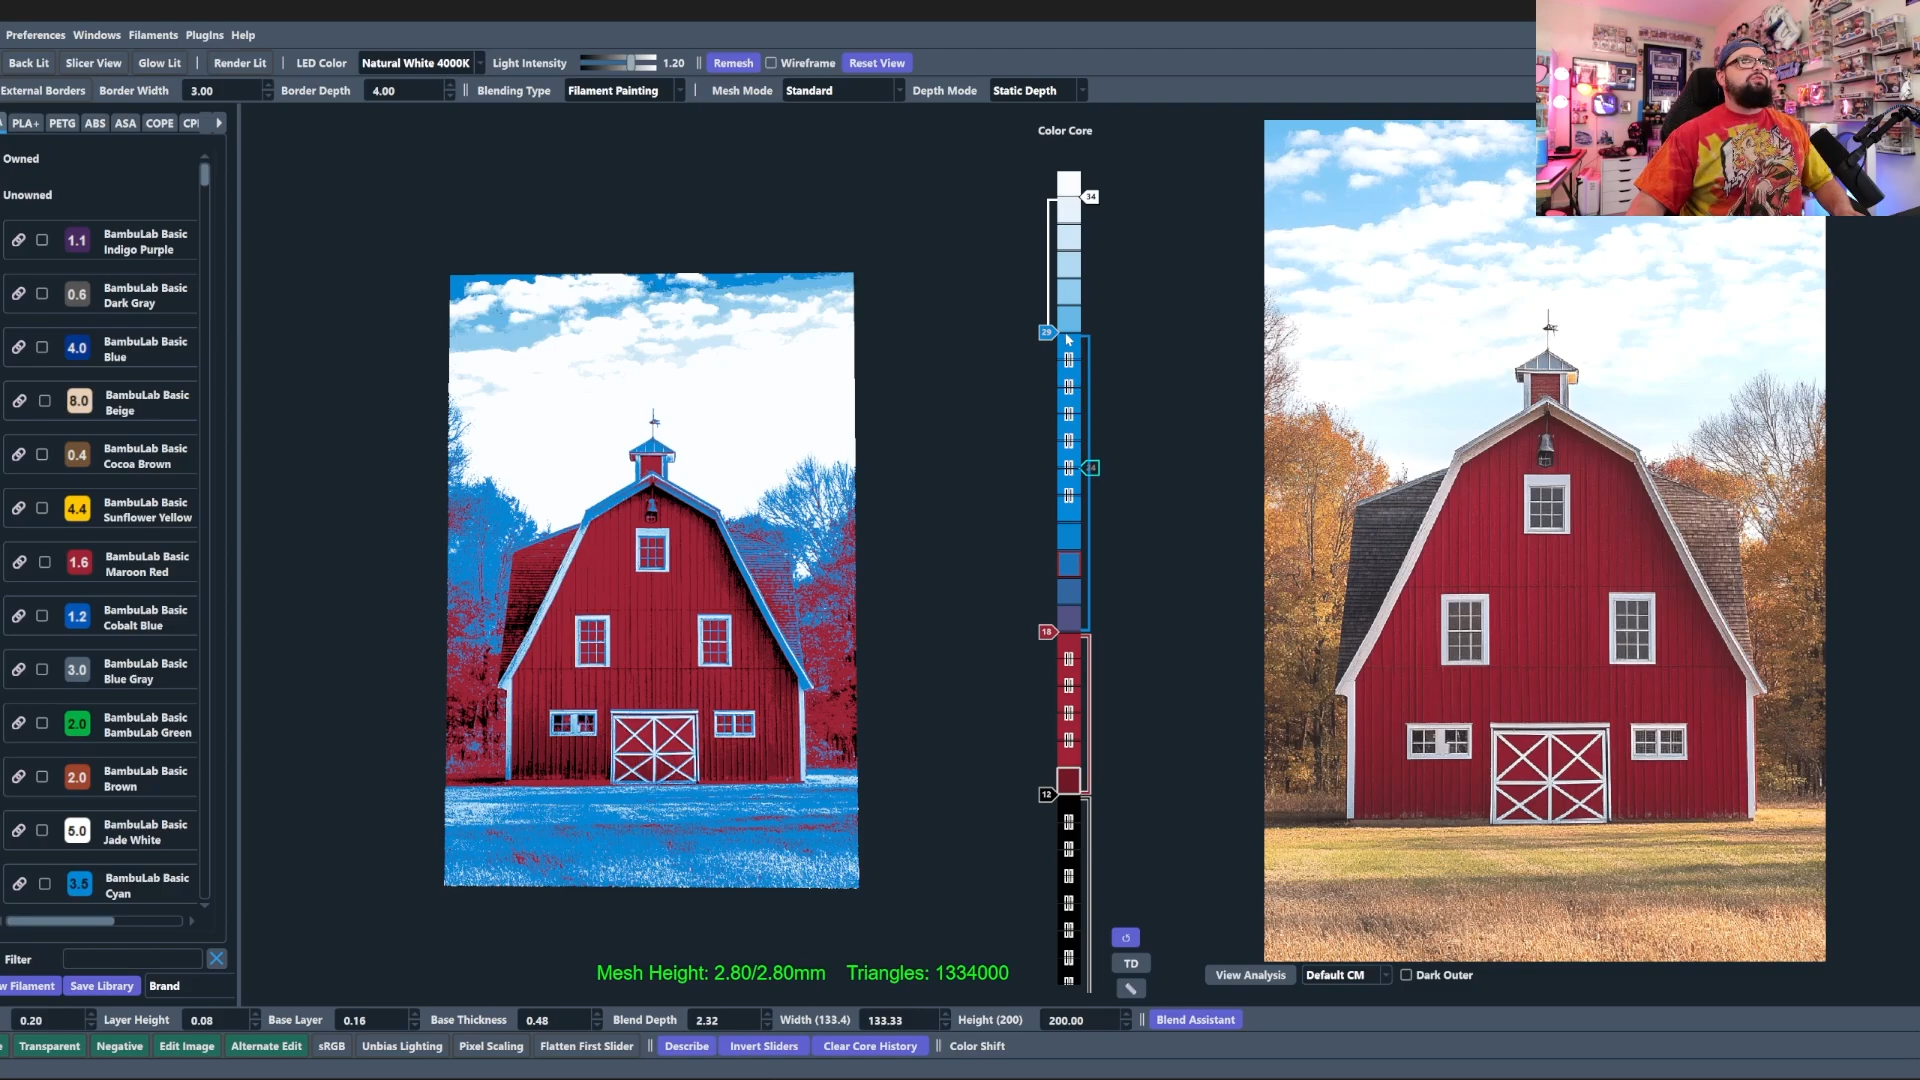 Preferences Windows Filaments PlugIns Help
Back Lit Slicer View Glow Lit | Render Lit | LED Color Natural White 4000K Light Intensity 1.20 || Remesh Wireframe Reset View
External Borders Border Width 3.00 Border Depth 4.00 || Blending Type Filament Painting | Mesh Mode Standard Depth Mode Static Depth
PLA+ PETG ABS ASA COPE
Owned
Unowned
1.1 BambuLab Basic
Indigo Purple
0.6 BambuLab Basic
Dark Gray
4.0 BambuLab Basic
Blue
8.0 BambuLab Basic
Beige
0.4 BambuLab Basic
Cocoa Brown
4.4 BambuLab Basic
Sunflower Yellow
1.6 BambuLab Basic
Maroon Red
1.2 BambuLab Basic
Cobalt Blue
3.0 BambuLab Basic
Blue Gray
2.0 BambuLab Basic
BambuLab Green
2.0 BambuLab Basic
Brown
5.0 BambuLab Basic
Jade White
3.5 BambuLab Basic
Cyan
Filter
Filament Save Library Brand
Color Core
34
29
24
18
12
TD
Mesh Height: 2.80/2.80mm Triangles: 1334000
View Analysis Default CM Dark Outer
0.20 Layer Height 0.08 Base Layer 0.16 Base Thickness 0.48 Blend Depth 2.32 Width (133.4) 133.33 Height (200) 200.00 || Blend Assistant
Transparent Negative Edit Image Alternate Edit sRGB Unbias Lighting Pixel Scaling Flatten First Slider || Describe Invert Sliders Clear Core History || Color Shift